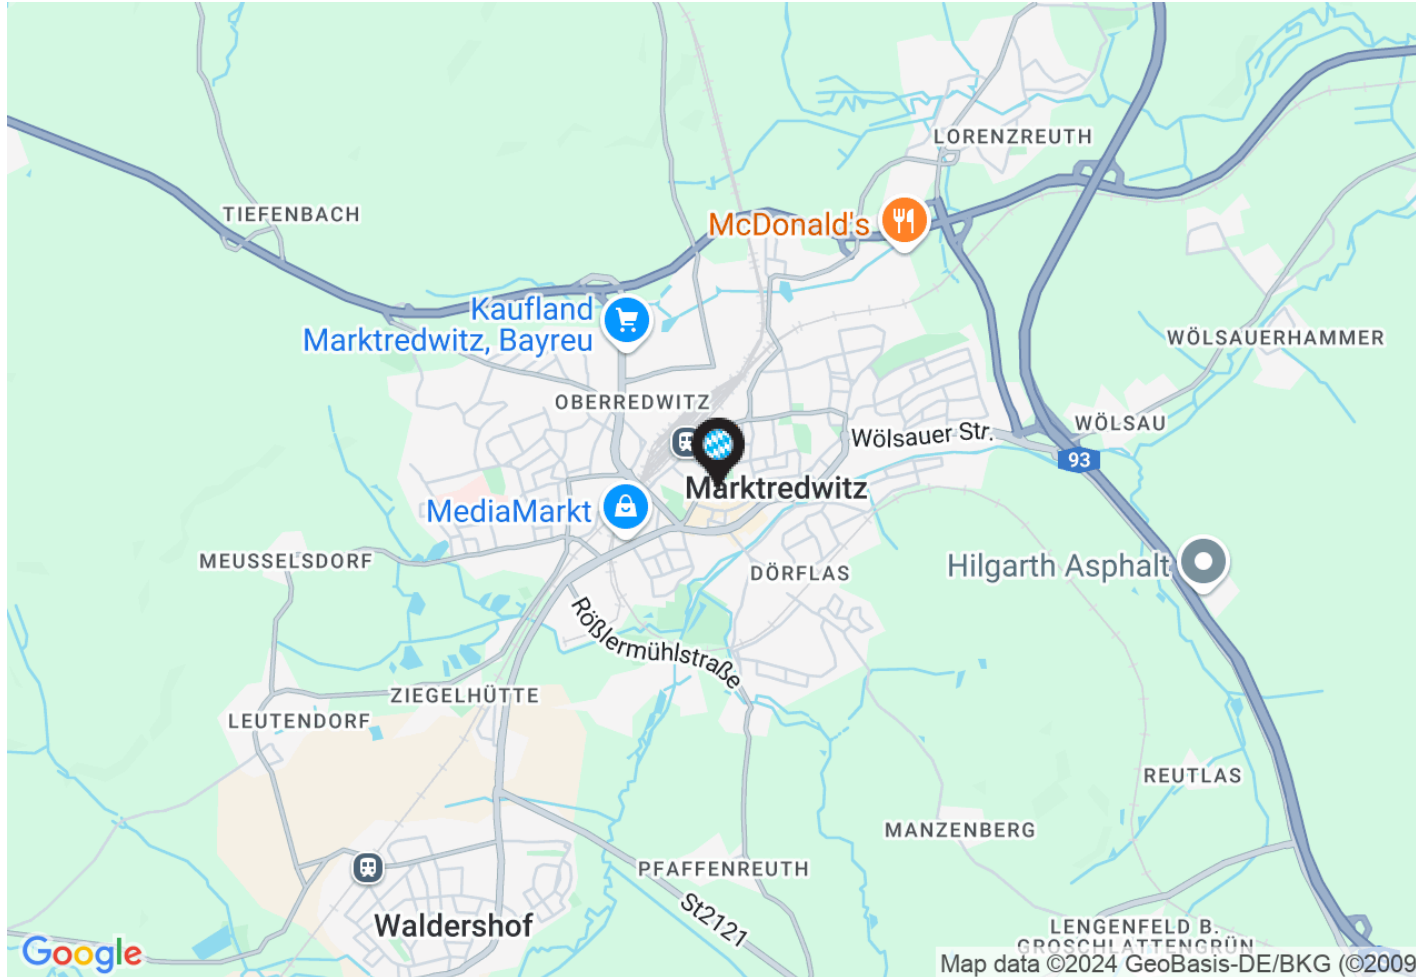 LORENZREUTH
TIEFENBACH
McDonald's
Kaufland
Marktredwitz, Bayreu
WÖLSAUERHAMMER
OBERREDWITZ
WÖLSAU
Wölsauer Str.
93
Marktredwitz
MediaMarkt
MEUSSELSDORF
DÖRFLAS
Hilgarth Asphalt
Rößlermühlstraße
ZIEGELHÜTTE
LEUTENDORF
REUTLAS
MANZENBERG
PFAFFENREUTH
St2121
Waldershof
LENGENFELD B.
GROSCHLATTENGRÜN
Google
Map data ©2024 GeoBasis-DE/BKG (©2009